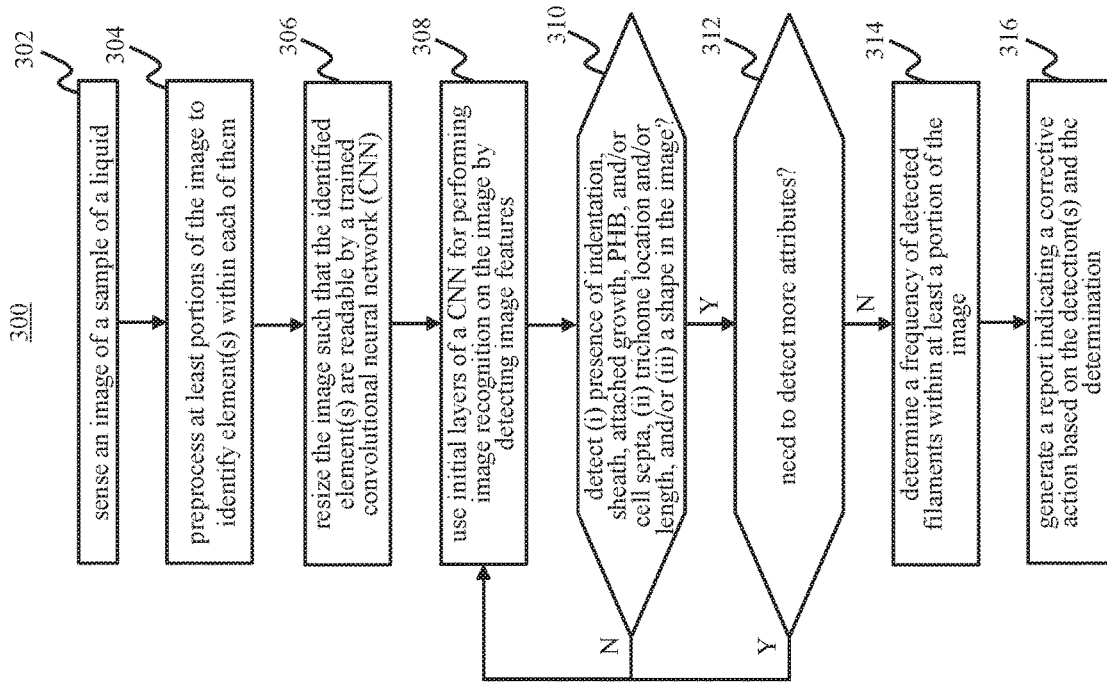 300
302
sense an image of a sample of a liquid
304
preprocess at least portions of the image to
identify element(s) within each of them
306
resize the image such that the identified
element(s) are readable by a trained
convolutional neural network (CNN)
308
use initial layers of a CNN for performing
image recognition on the image by
detecting image features
310
detect (i) presence of indentation,
sheath, attached growth, PHB, and/or
cell septa, (ii) trichome location and/or
length, and/or (iii) a shape in the image?
N
Y
312
need to detect more attributes?
Y
N
314
determine a frequency of detected
filaments within at least a portion of the
image
316
generate a report indicating a corrective
action based on the detection(s) and the
determination